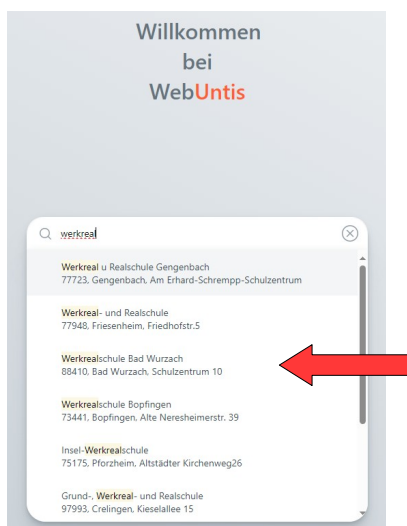 Willkommen
bei
WebUntis
werkreal
Werkreal u Realschule Gengenbach
77723, Gengenbach, Am Erhard-Schrempp-Schulzentrum
Werkreal- und Realschule
77948, Friesenheim, Friedhofstr.5
Werkrealschule Bad Wurzach
88410, Bad Wurzach, Schulzentrum 10
Werkrealschule Bopfingen
73441, Bopfingen, Alte Neresheimerstr. 39
Insel-Werkrealschule
75175, Pforzheim, Altstädter Kirchenweg26
Grund-, Werkreal- und Realschule
97993, Crelingen, Kieselallee 15